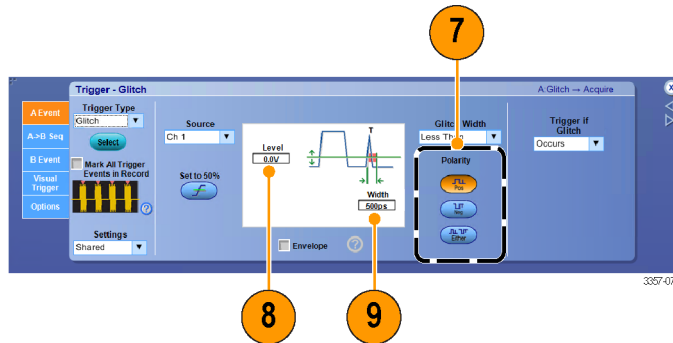 7
Trigger - Glitch
A:Glitch → Acquire
X
A Event
A->B Seq
B Event
Visual
Trigger
Options
Trigger Type
Glitch
Select
Mark All Trigger
Events in Record
?
Settings
Shared
Source
Ch 1
Set to 50%
Level
0.0V
T
Width
500ps
Envelope
?
Glitch Width
Less Than
Polarity
Pos
Neg
Either
Trigger if
Glitch
Occurs
3357-07
8
9